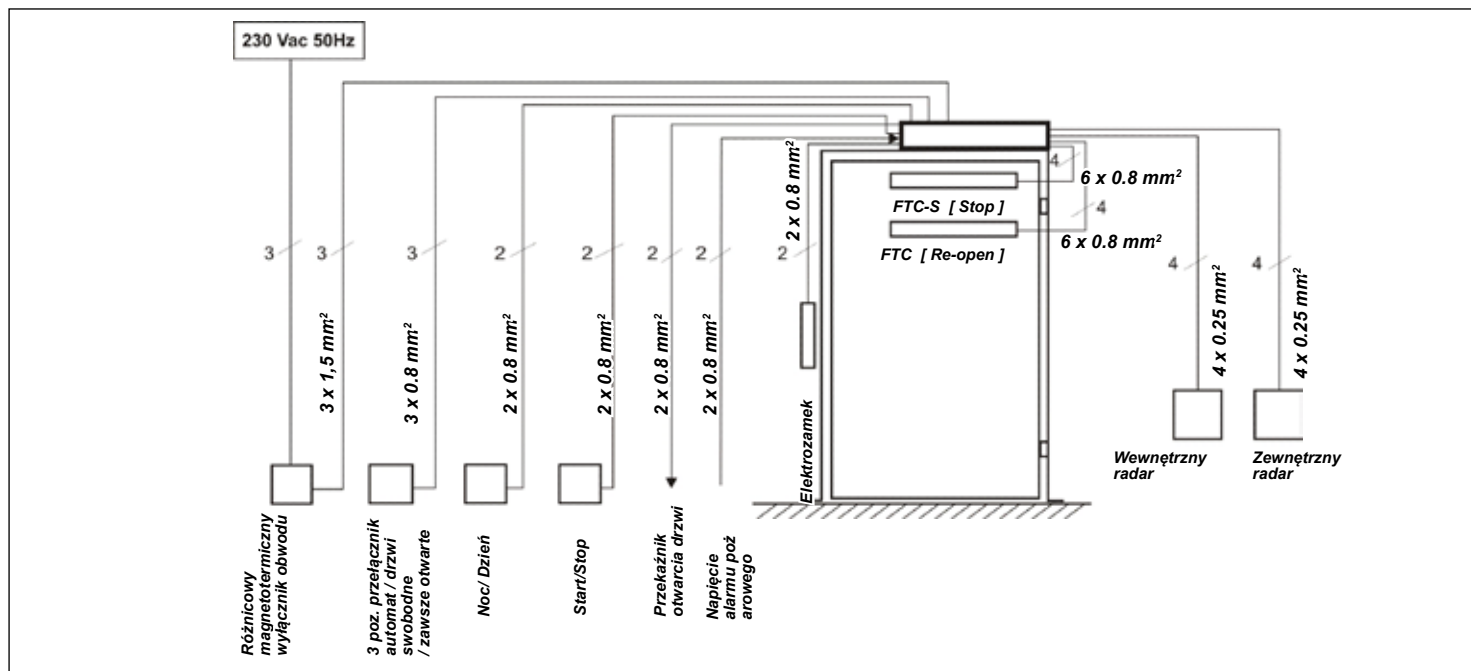 230 Vac 50Hz
3
3
3
2
2
2
2
2
4
4
4
4
3 x 1,5 mm²
3 x 0.8 mm²
2 x 0.8 mm²
2 x 0.8 mm²
2 x 0.8 mm²
2 x 0.8 mm²
2 x 0.8 mm²
6 x 0.8 mm²
FTC-S [ Stop ]
6 x 0.8 mm²
FTC [ Re-open ]
4 x 0.25 mm²
4 x 0.25 mm²
Elektrozamek
Wewnętrzny
radar
Zewnętrzny
radar
Różnicowy
magnetotermiczny
wyłącznik obwodu
3 poz. przełącznik
automat / drzwi
swobodne
/ zawsze otwarte
Noc/ Dzień
Start/Stop
Przekaźnik
otwarcia drzwi
Napięcie
alarmu poż
arowego